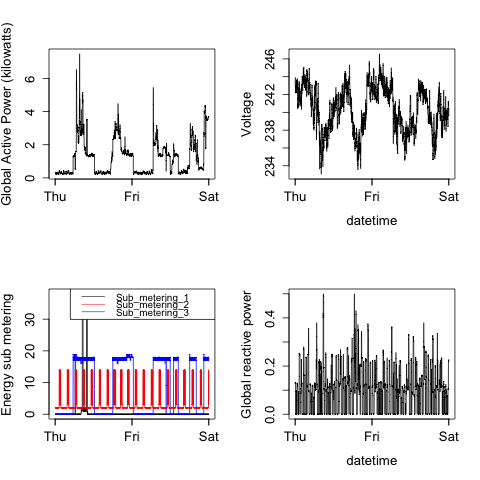 Global Active Power (kilowatts)
0 2 4 6
Thu Fri Sat
Voltage
234 238 242 246
Thu Fri Sat
datetime
Energy sub metering
0 10 20 30
Sub_metering_1
Sub_metering_2
Sub_metering_3
Thu Fri Sat
Global reactive power
0.0 0.2 0.4
Thu Fri Sat
datetime